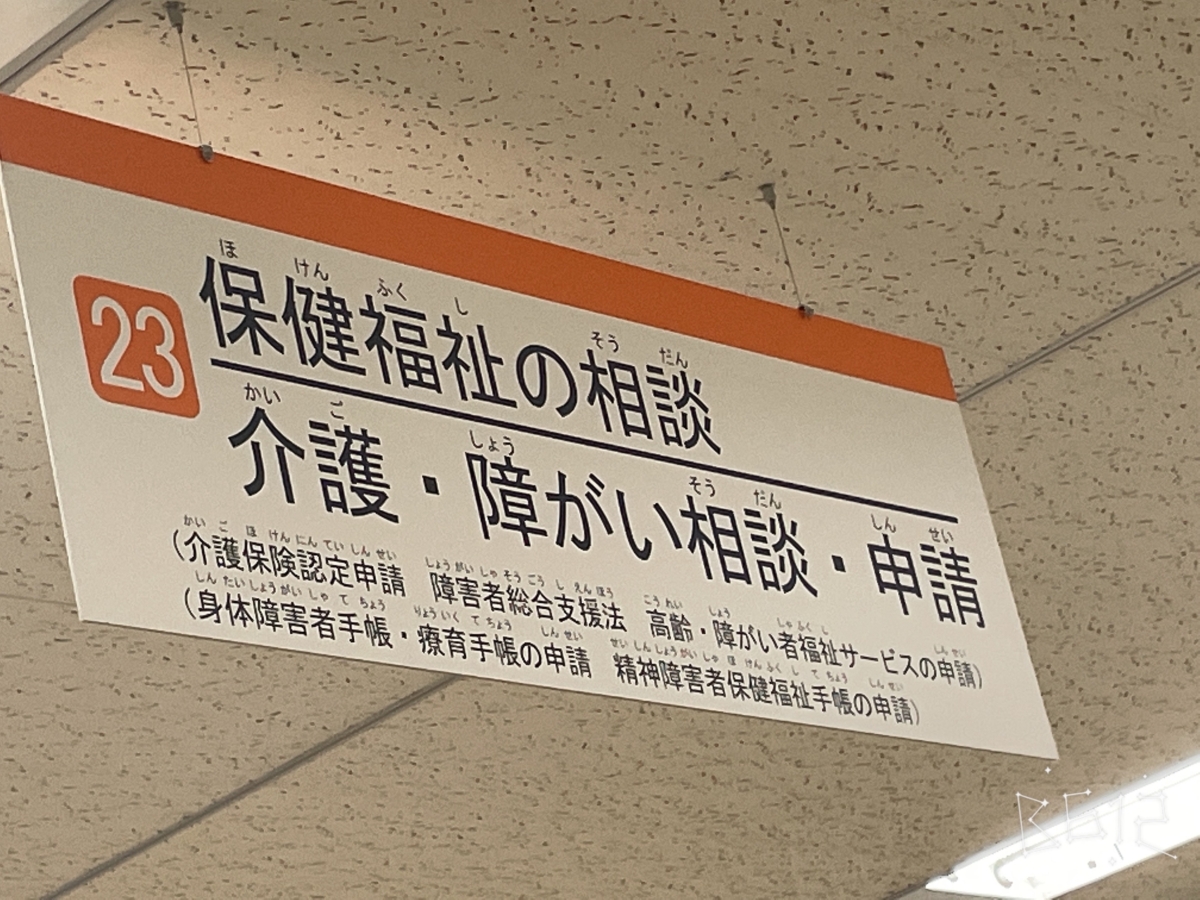 23
保健福祉の相談
介護・障がい相談・申請
(介護保険認定申請 障害者総合支援法 高齢・障がい者福祉サービスの申請)
(身体障害者手帳・療育手帳の申請 精神障害者保健福祉手帳の申請)